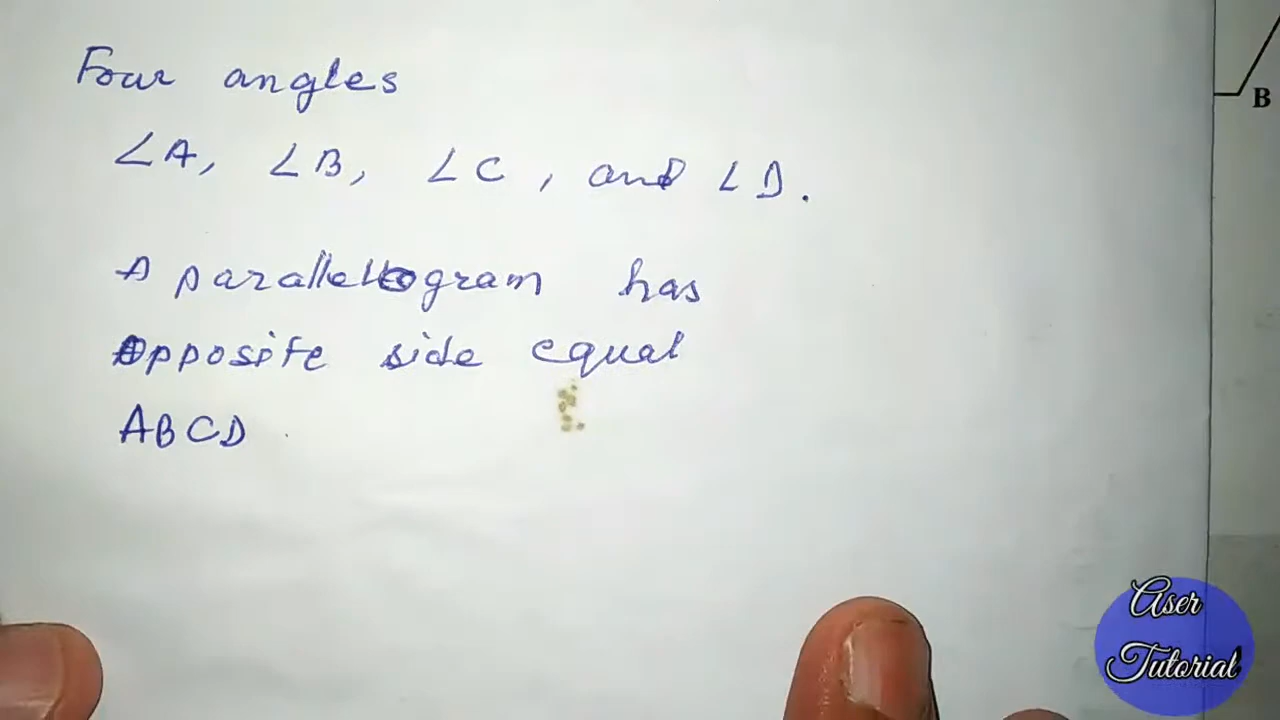 Four angles
∠A, ∠B, ∠C, and ∠D.
A parallelogram has
opposite side equal
ABCD
B
Aser
Tutorial